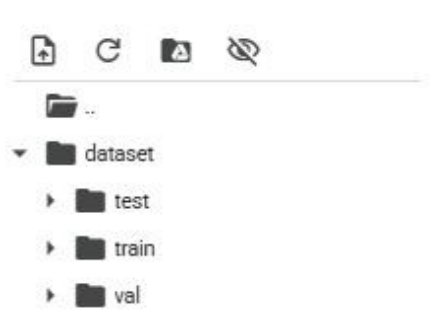 ..
dataset
test
train
val